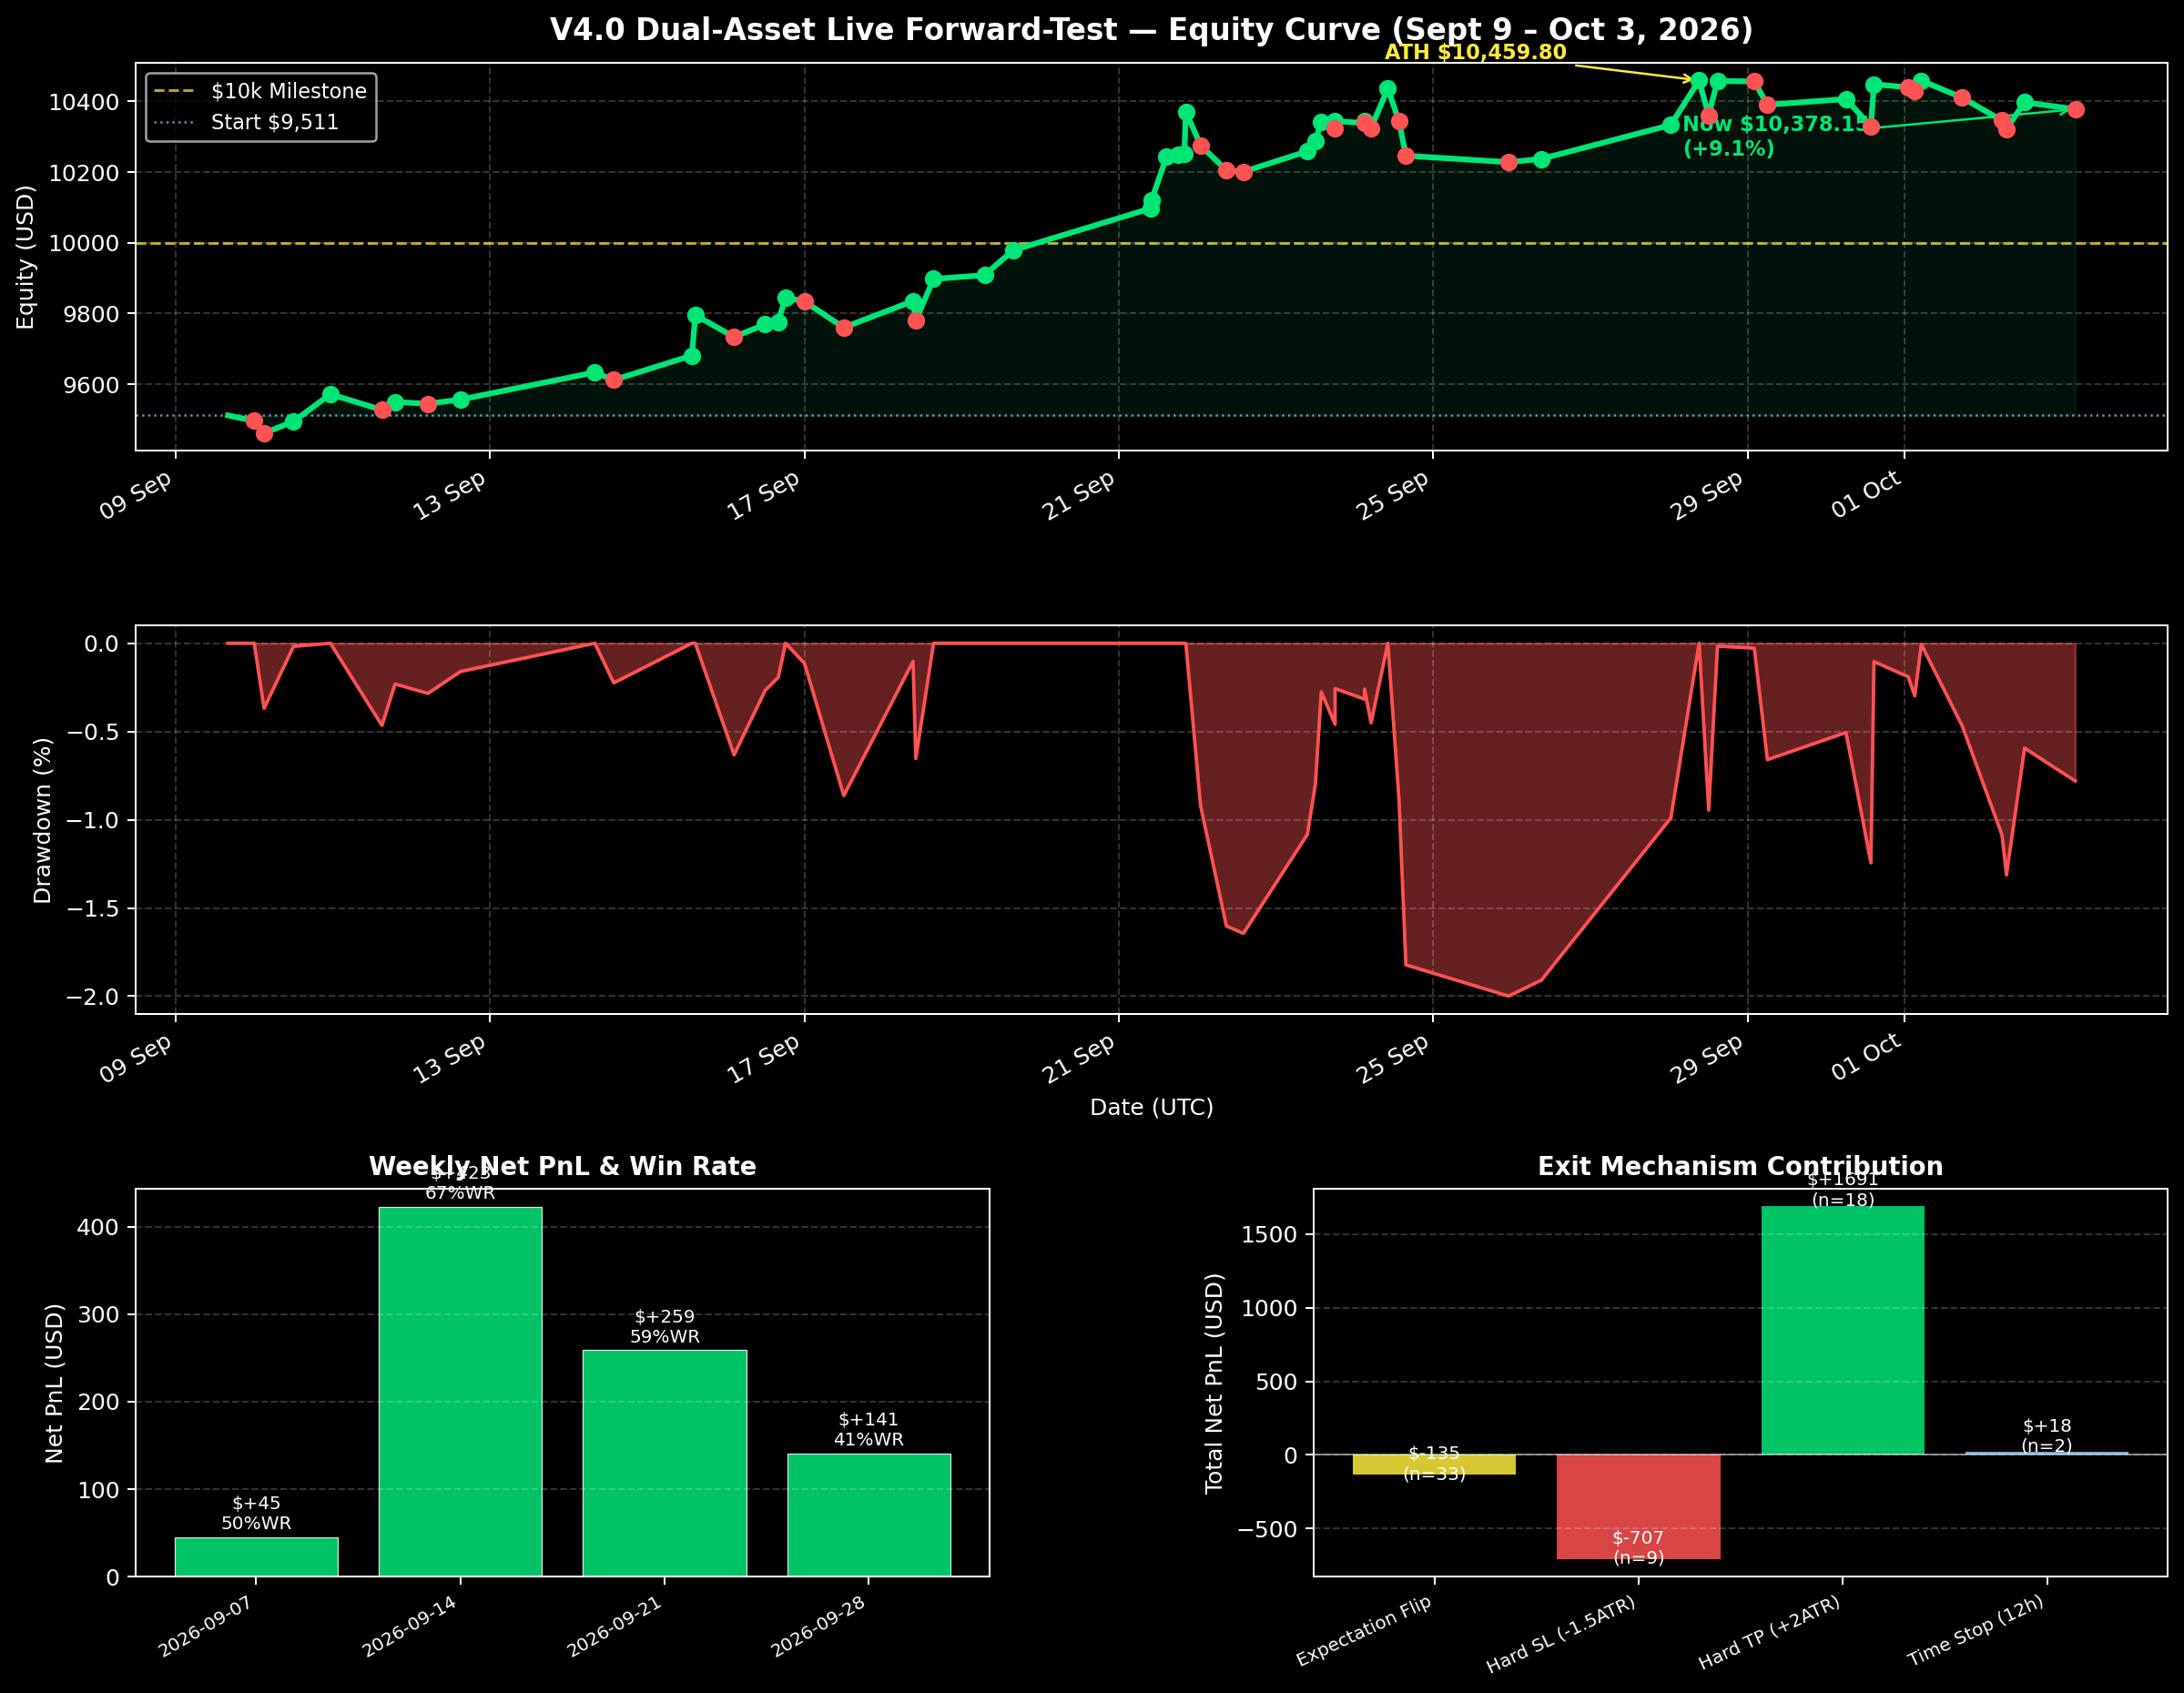 V4.0 Dual-Asset Live Forward-Test — Equity Curve (Sept 9 – Oct 3, 2026)
ATH $10,459.80
$10k Milestone
Start $9,511
Now $10,378.15
(+9.1%)
Equity (USD)
10400
10200
10000
9800
9600
09 Sep
13 Sep
17 Sep
21 Sep
25 Sep
29 Sep
01 Oct
Drawdown (%)
0.0
−0.5
−1.0
−1.5
−2.0
09 Sep
13 Sep
17 Sep
21 Sep
25 Sep
29 Sep
01 Oct
Date (UTC)
Weekly Net PnL & Win Rate
Net PnL (USD)
400
300
200
100
0
$+45
50%WR
$+423
67%WR
$+259
59%WR
$+141
41%WR
2026-09-07
2026-09-14
2026-09-21
2026-09-28
Exit Mechanism Contribution
Total Net PnL (USD)
1500
1000
500
0
−500
$-135
(n=33)
$-707
(n=9)
$+1691
(n=18)
$+18
(n=2)
Expectation Flip
Hard SL (-1.5ATR)
Hard TP (+2ATR)
Time Stop (12h)